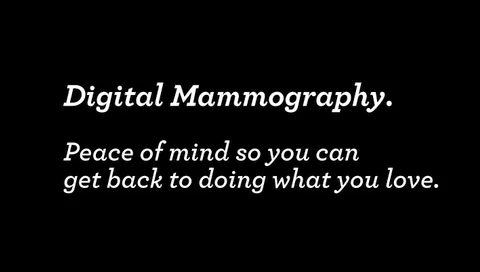 Digital Mammography.
Peace of mind so you can
get back to doing what you love.